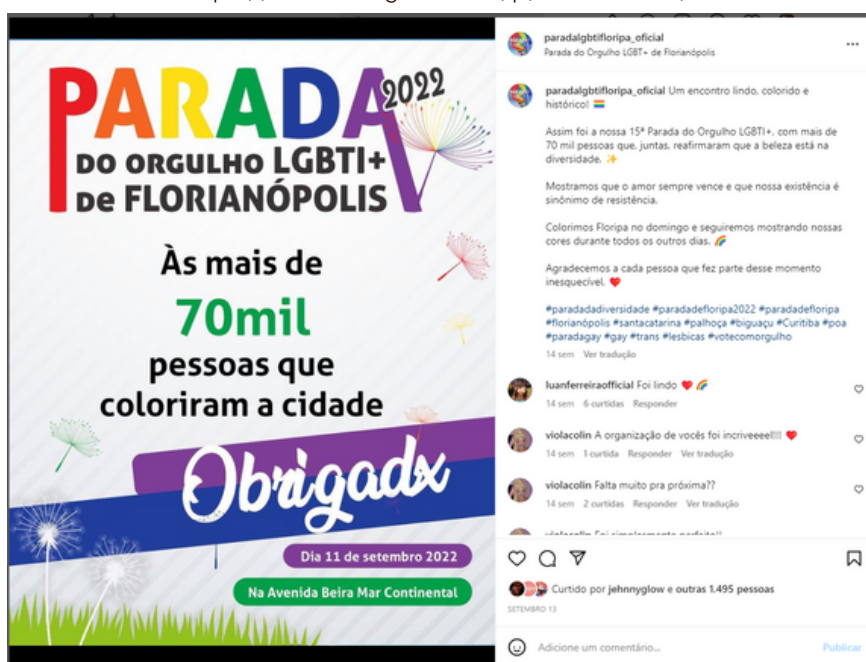 PARADA
2022
DO ORGULHO LGBTI+
De FLORIANÓPOLIS
Às mais de
70mil
pessoas que
coloriram a cidade
Obrigadx
Dia 11 de setembro 2022
Na Avenida Beira Mar Continental
paradalgbtifloripa_oficial
Parada do Orgulho LGBT+ de Florianópolis
paradalgbtifloripa_oficial Um encontro lindo, colorido e
histórico!
Assim foi a nossa 15ª Parada do Orgulho LGBTI+, com mais de
70 mil pessoas que, juntas, reafirmaram que a beleza está na
diversidade.
Mostramos que o amor sempre vence e que nossa existência é
sinônimo de resistência.
Colorimos Floripa no domingo e seguiremos mostrando nossas
cores durante todos os outros dias.
Agradecemos a cada pessoa que fez parte desse momento
inesquecível.
#paradadadiversidade #paradadefloripa2022 #paradadefloripa
#florianópolis #santacatarina #palhoça #biguaçu #Curitiba #poa
#paradagay #gay #trans #lesbicas #votecomorgulho
14 sem Ver tradução
luanferreiraofficial Foi lindo
14 sem 6 curtidas Responder
violacolin A organização de vocês foi incriveeeel!!!
14 sem 1 curtida Responder Ver tradução
violacolin Falta muito pra próxima??
14 sem 2 curtidas Responder Ver tradução
violacolin Foi simplesmente perfeito!!
Curtido por jehnnyglow e outras 1.495 pessoas
SETEMBRO 13
Adicione um comentário...
Publicar